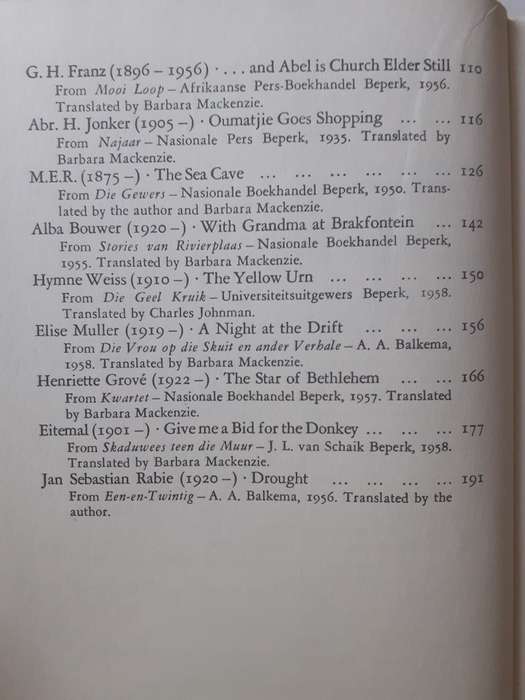 G. H. Franz (1896 – 1956) · . . . and Abel is Church Elder Still 110
From Mooi Loop – Afrikaanse Pers-Boekhandel Beperk, 1956.
Translated by Barbara Mackenzie.
Abr. H. Jonker (1905 –) · Oumatjie Goes Shopping ... ... 116
From Najaar – Nasionale Pers Beperk, 1935. Translated by
Barbara Mackenzie.
M.E.R. (1875 –) · The Sea Cave ... ... ... ... ... ... 126
From Die Gewers – Nasionale Boekhandel Beperk, 1950. Trans-
lated by the author and Barbara Mackenzie.
Alba Bouwer (1920 –) · With Grandma at Brakfontein ... 142
From Stories van Rivierplaas – Nasionale Boekhandel Beperk,
1955. Translated by Barbara Mackenzie.
Hymne Weiss (1910 –) · The Yellow Urn ... ... ... ... 150
From Die Geel Kruik – Universiteitsuitgewers Beperk, 1958.
Translated by Charles Johnman.
Elise Muller (1919 –) · A Night at the Drift ... ... ... 156
From Die Vrou op die Skuit en ander Verhale – A. A. Balkema,
1958. Translated by Barbara Mackenzie.
Henriette Grové (1922 –) · The Star of Bethlehem ... ... 166
From Kwartet – Nasionale Boekhandel Beperk, 1957. Translated
by Barbara Mackenzie.
Eitemal (1901 –) · Give me a Bid for the Donkey ... ... ... 177
From Skaduwees teen die Muur – J. L. van Schaik Beperk, 1958.
Translated by Barbara Mackenzie.
Jan Sebastian Rabie (1920 –) · Drought ... ... ... ... 191
From Een-en-Twintig – A. A. Balkema, 1956. Translated by the
author.